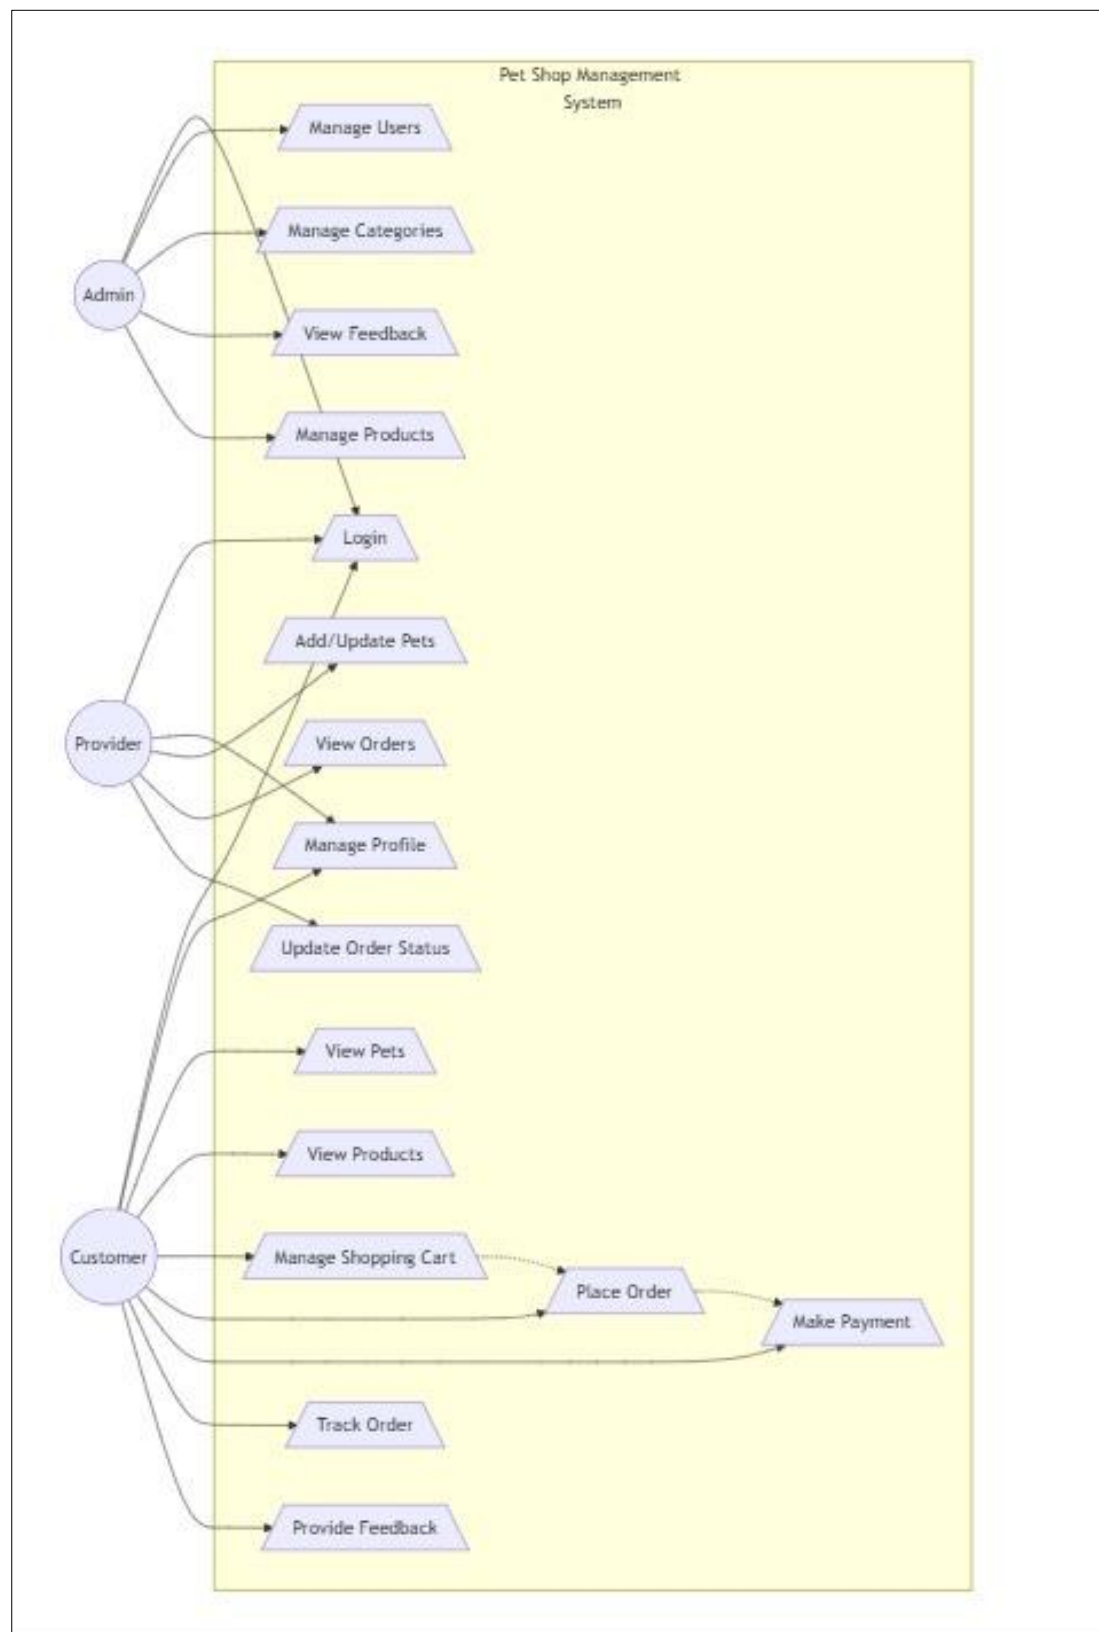 Pet Shop Management
System
Manage Users
Manage Categories
Admin
View Feedback
Manage Products
Login
Add/Update Pets
Provider
View Orders
Manage Profile
Update Order Status
View Pets
View Products
Customer
Manage Shopping Cart
Place Order
Make Payment
Track Order
Provide Feedback